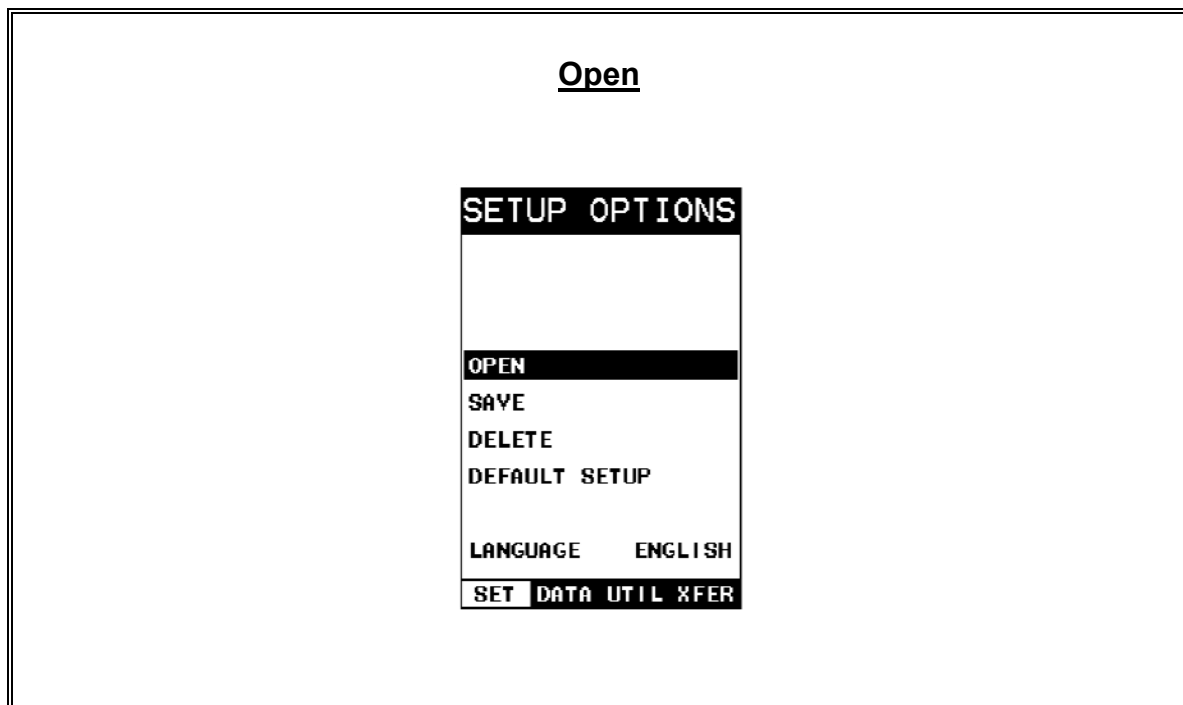 Open
SETUP OPTIONS
OPEN
SAVE
DELETE
DEFAULT SETUP
LANGUAGE ENGLISH
SET DATA UTIL XFER